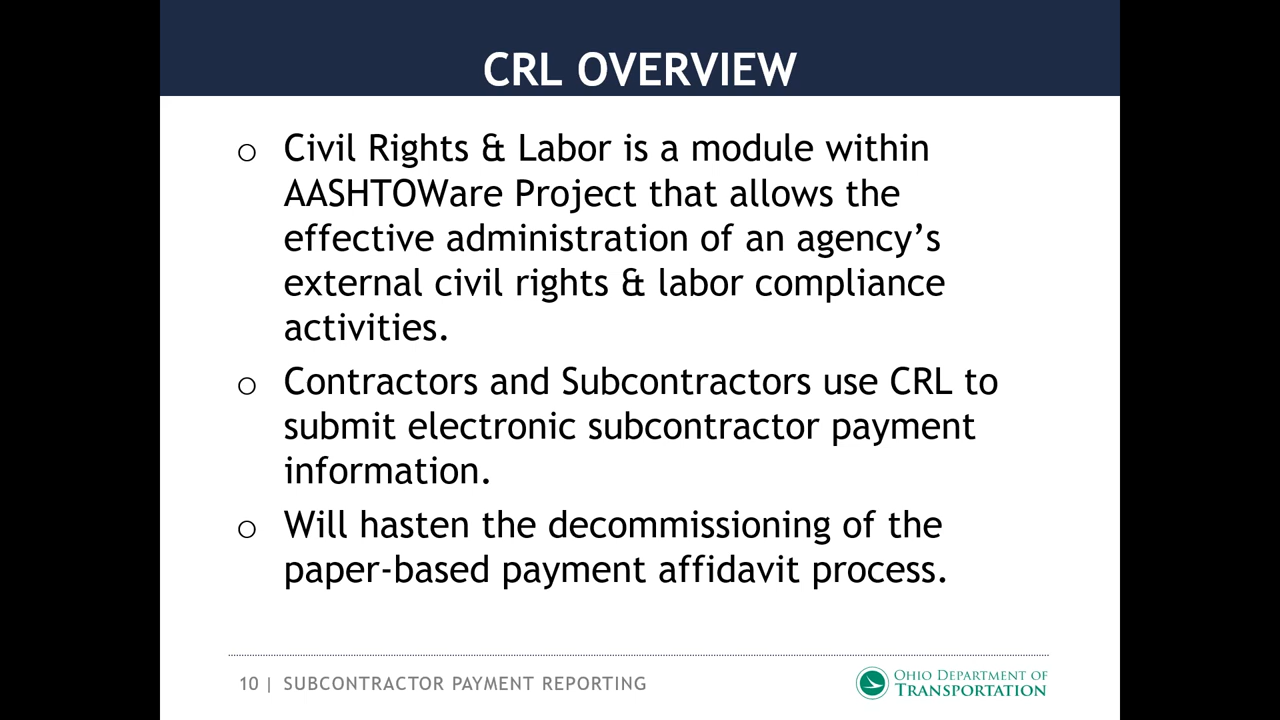 CRL OVERVIEW
o Civil Rights & Labor is a module within
AASHTOWare Project that allows the
effective administration of an agency’s
external civil rights & labor compliance
activities.
o Contractors and Subcontractors use CRL to
submit electronic subcontractor payment
information.
o Will hasten the decommissioning of the
paper-based payment affidavit process.
10 | SUBCONTRACTOR PAYMENT REPORTING
OHIO DEPARTMENT OF
TRANSPORTATION